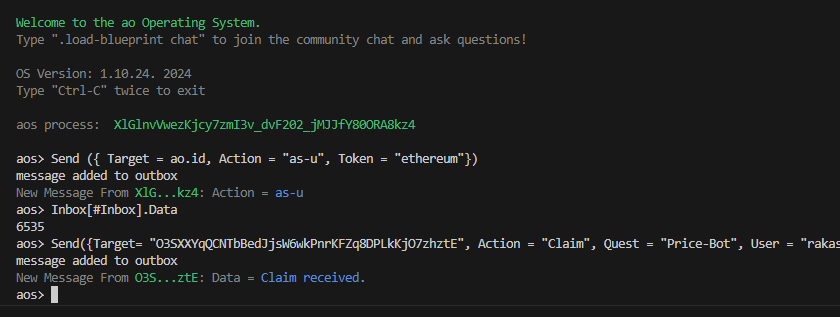 Welcome to the ao Operating System.
Type ".load-blueprint chat" to join the community chat and ask questions!
OS Version: 1.10.24. 2024
Type "Ctrl-C" twice to exit
aos process:  XlGlnvVwezKjcy7zmI3v_dvF202_jMJJfY80ORA8kz4
aos> Send ({ Target = ao.id, Action = "as-u", Token = "ethereum"})
message added to outbox
New Message From XlG...kz4: Action = as-u
aos> Inbox[#Inbox].Data
6535
aos> Send({Target= "O3SXXYqQCNTbBedJjsW6wkPnrKFZq8DPLkKjO7zhztE", Action = "Claim", Quest = "Price-Bot", User = "rakas
message added to outbox
New Message From O3S...ztE: Data = Claim received.
aos>